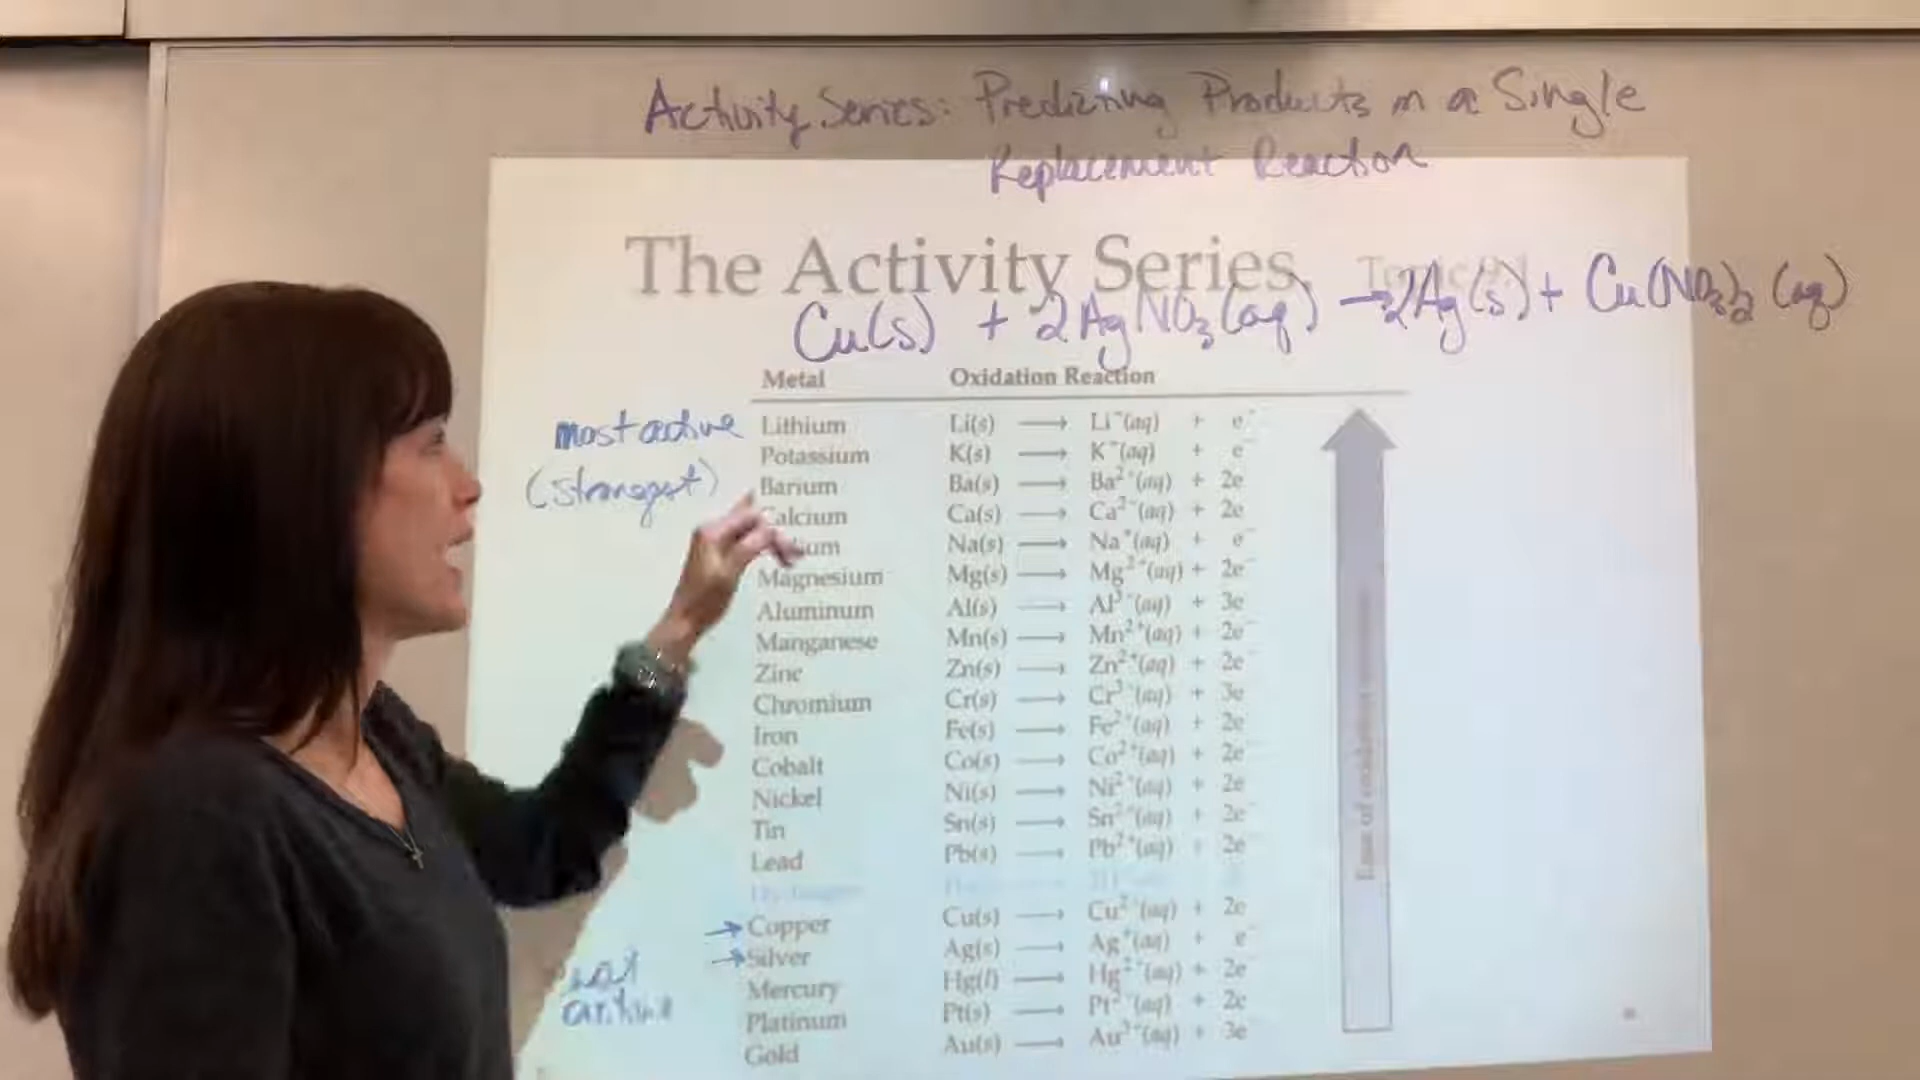 Activity Series: Predicting Products in a Single
Replacement Reaction
The Activity Series
Cu(s) + 2AgNO₃(aq) → 2Ag(s) + Cu(NO₃)₂ (aq)
Metal Oxidation Reaction
most active
(strongest)
Lithium Li(s) ⟶ Li⁺(aq) + e⁻
Potassium K(s) ⟶ K⁺(aq) + e⁻
Barium Ba(s) ⟶ Ba²⁺(aq) + 2e⁻
Calcium Ca(s) ⟶ Ca²⁺(aq) + 2e⁻
Na(s) ⟶ Na⁺(aq) + e⁻
Magnesium Mg(s) ⟶ Mg²⁺(aq) + 2e⁻
Aluminum Al(s) ⟶ Al³⁺(aq) + 3e⁻
Manganese Mn(s) ⟶ Mn²⁺(aq) + 2e⁻
Zinc Zn(s) ⟶ Zn²⁺(aq) + 2e⁻
Chromium Cr(s) ⟶ Cr³⁺(aq) + 3e⁻
Iron Fe(s) ⟶ Fe²⁺(aq) + 2e⁻
Cobalt Co(s) ⟶ Co²⁺(aq) + 2e⁻
Nickel Ni(s) ⟶ Ni²⁺(aq) + 2e⁻
Tin Sn(s) ⟶ Sn²⁺(aq) + 2e⁻
Lead Pb(s) ⟶ Pb²⁺(aq) + 2e⁻
→ Copper Cu(s) ⟶ Cu²⁺(aq) + 2e⁻
→ Silver Ag(s) ⟶ Ag⁺(aq) + e⁻
Mercury Hg(l) ⟶ Hg²⁺(aq) + 2e⁻
Platinum Pt(s) ⟶ Pt²⁺(aq) + 2e⁻
Gold Au(s) ⟶ Au³⁺(aq) + 3e⁻
Ease of oxidation